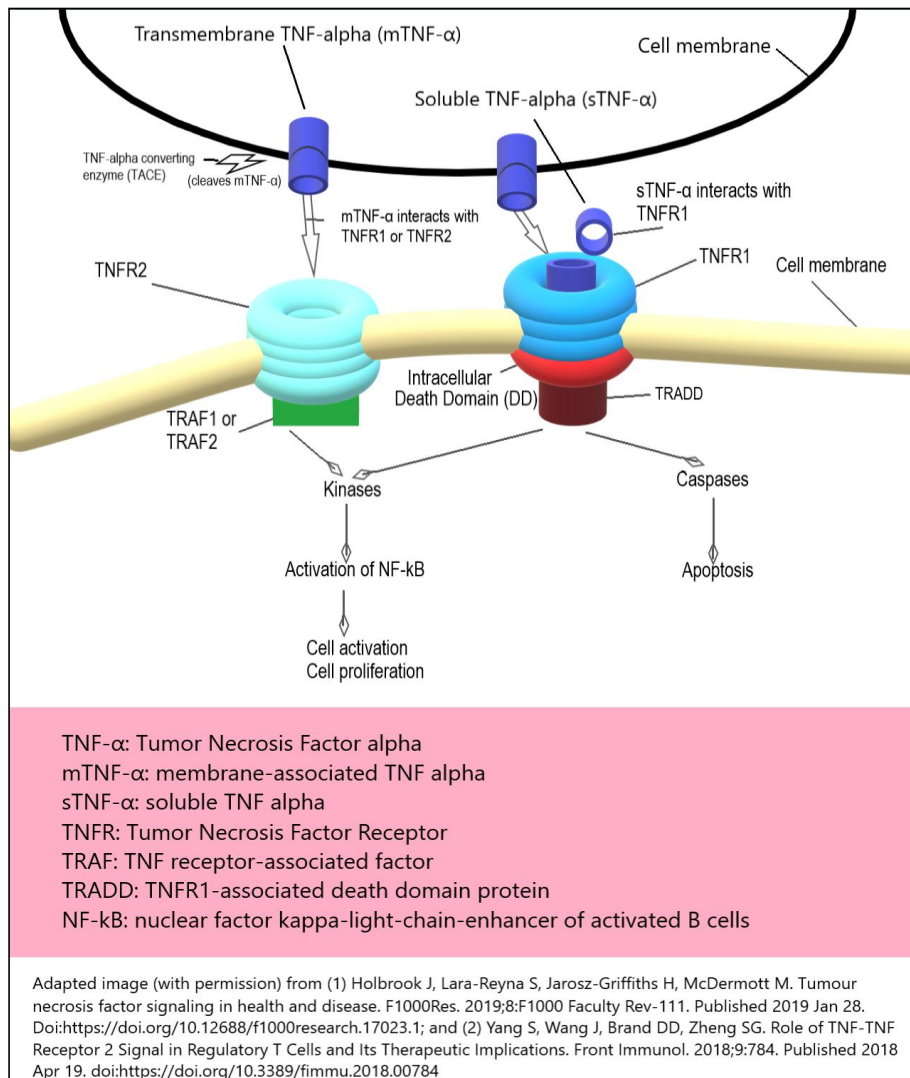 Transmembrane TNF-alpha (mTNF-α)
Cell membrane
Soluble TNF-alpha (sTNF-α)
TNF-alpha converting
enzyme (TACE)
(cleaves mTNF-α)
sTNF-α interacts with
TNFR1
mTNF-α interacts with
TNFR1 or TNFR2
TNFR2
TNFR1
Cell membrane
Intracellular
Death Domain (DD)
TRADD
TRAF1 or
TRAF2
Kinases
Caspases
Activation of NF-kB
Apoptosis
Cell activation
Cell proliferation
TNF-α: Tumor Necrosis Factor alpha
mTNF-α: membrane-associated TNF alpha
sTNF-α: soluble TNF alpha
TNFR: Tumor Necrosis Factor Receptor
TRAF: TNF receptor-associated factor
TRADD: TNFR1-associated death domain protein
NF-kB: nuclear factor kappa-light-chain-enhancer of activated B cells
Adapted image (with permission) from (1) Holbrook J, Lara-Reyna S, Jarosz-Griffiths H, McDermott M. Tumour
necrosis factor signaling in health and disease. F1000Res. 2019;8:F1000 Faculty Rev-111. Published 2019 Jan 28.
Doi:https://doi.org/10.12688/f1000research.17023.1; and (2) Yang S, Wang J, Brand DD, Zheng SG. Role of TNF-TNF
Receptor 2 Signal in Regulatory T Cells and Its Therapeutic Implications. Front Immunol. 2018;9:784. Published 2018
Apr 19. doi:https://doi.org/10.3389/fimmu.2018.00784